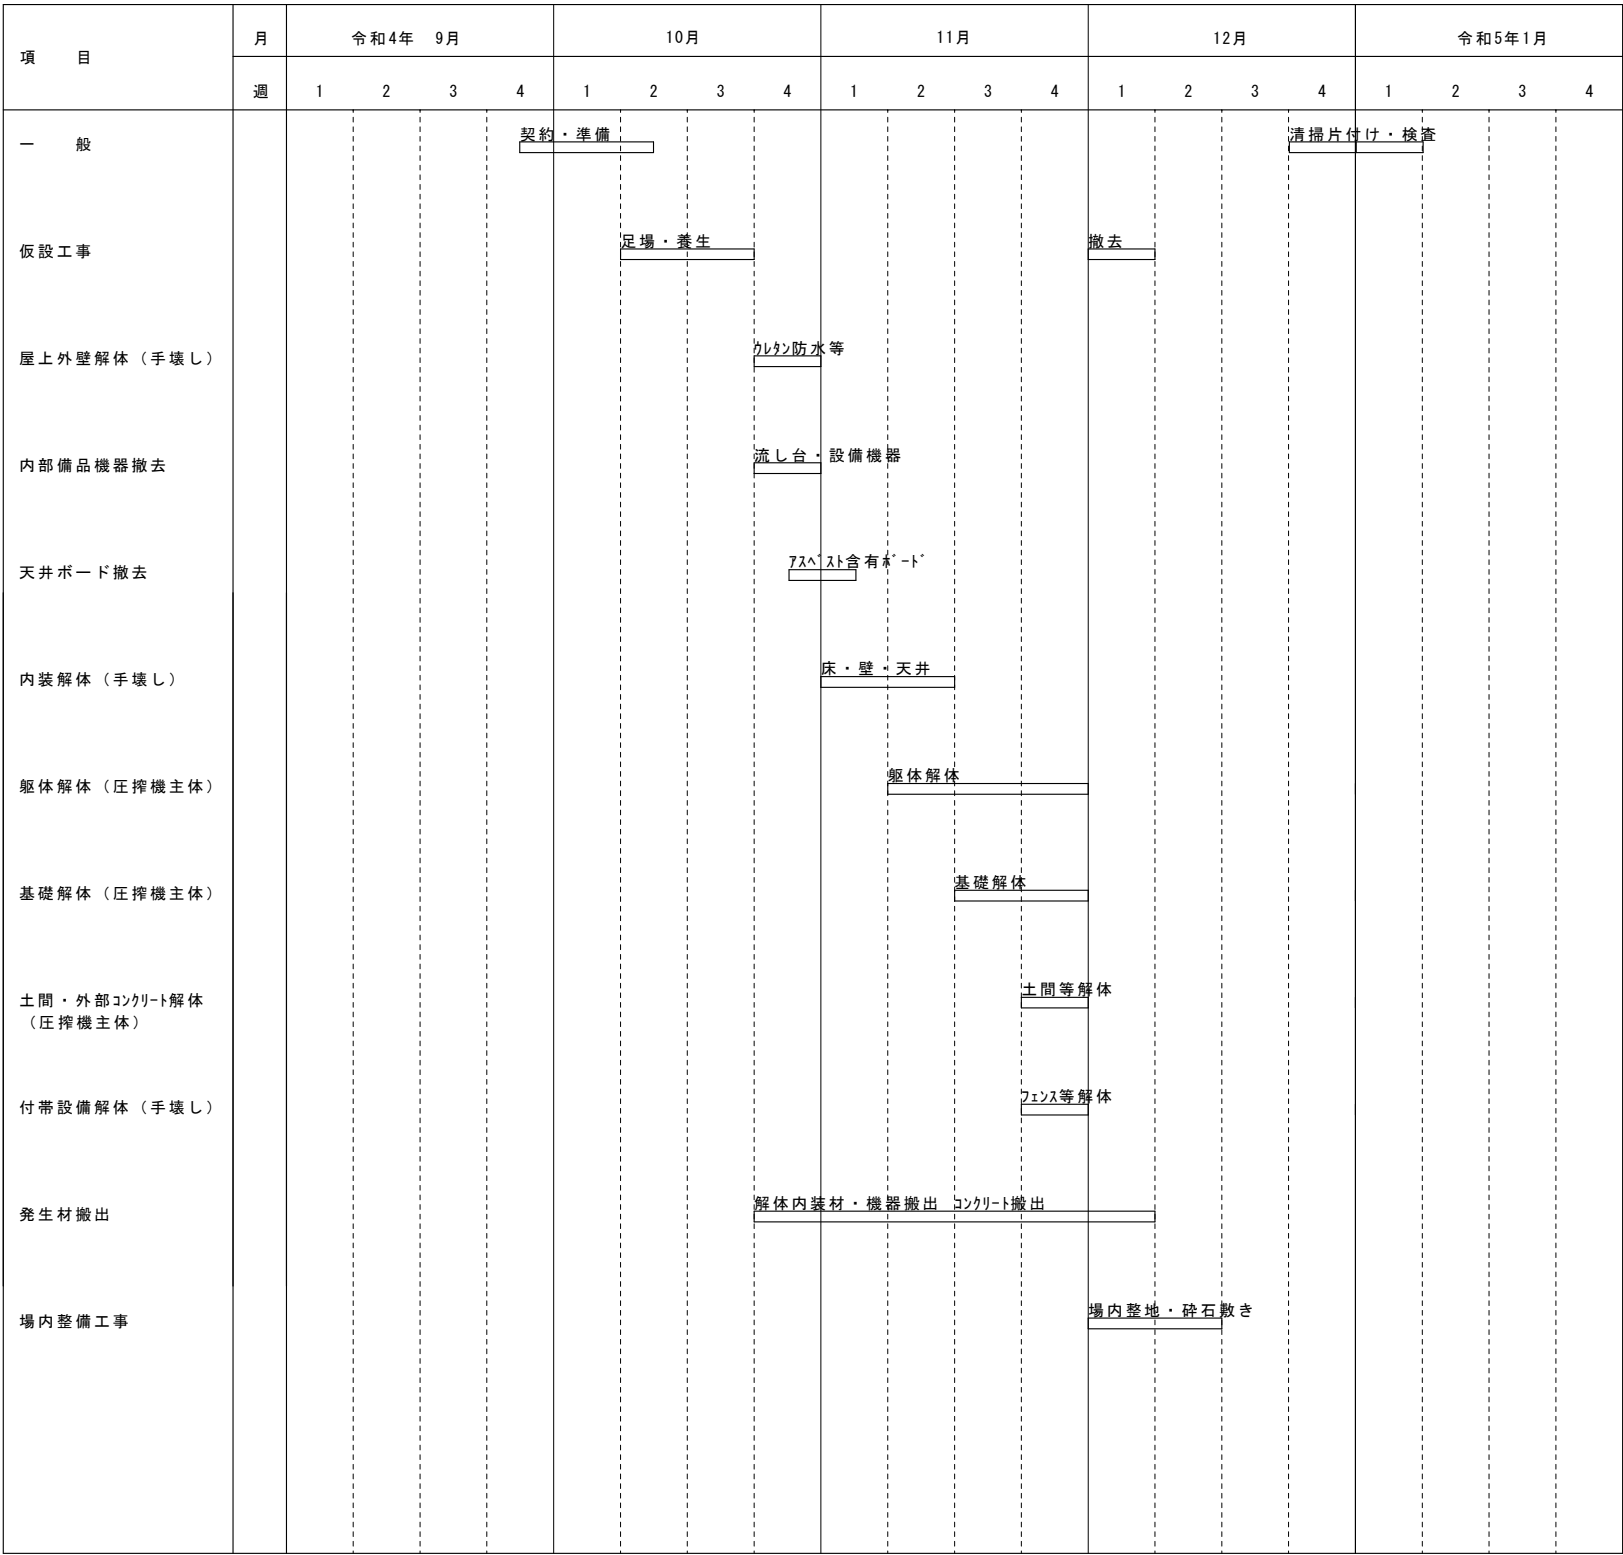 項　目
月
令和4年　9月
10月
11月
12月
令和5年1月
週
1 2 3 4 1 2 3 4 1 2 3 4 1 2 3 4 1 2 3 4
一　般
契約・準備
清掃片付け・検査
仮設工事
足場・養生
撤去
屋上外壁解体（手壊し）
ｳﾚﾀﾝ防水等
内部備品機器撤去
流し台・設備機器
天井ボード撤去
ｱｽﾍﾞｽﾄ含有ﾎﾞｰﾄﾞ
内装解体（手壊し）
床・壁・天井
躯体解体（圧搾機主体）
躯体解体
基礎解体（圧搾機主体）
基礎解体
土間・外部ｺﾝｸﾘｰﾄ解体
（圧搾機主体）
土間等解体
付帯設備解体（手壊し）
ﾌｪﾝｽ等解体
発生材搬出
解体内装材・機器搬出　ｺﾝｸﾘｰﾄ搬出
場内整備工事
場内整地・砕石敷き